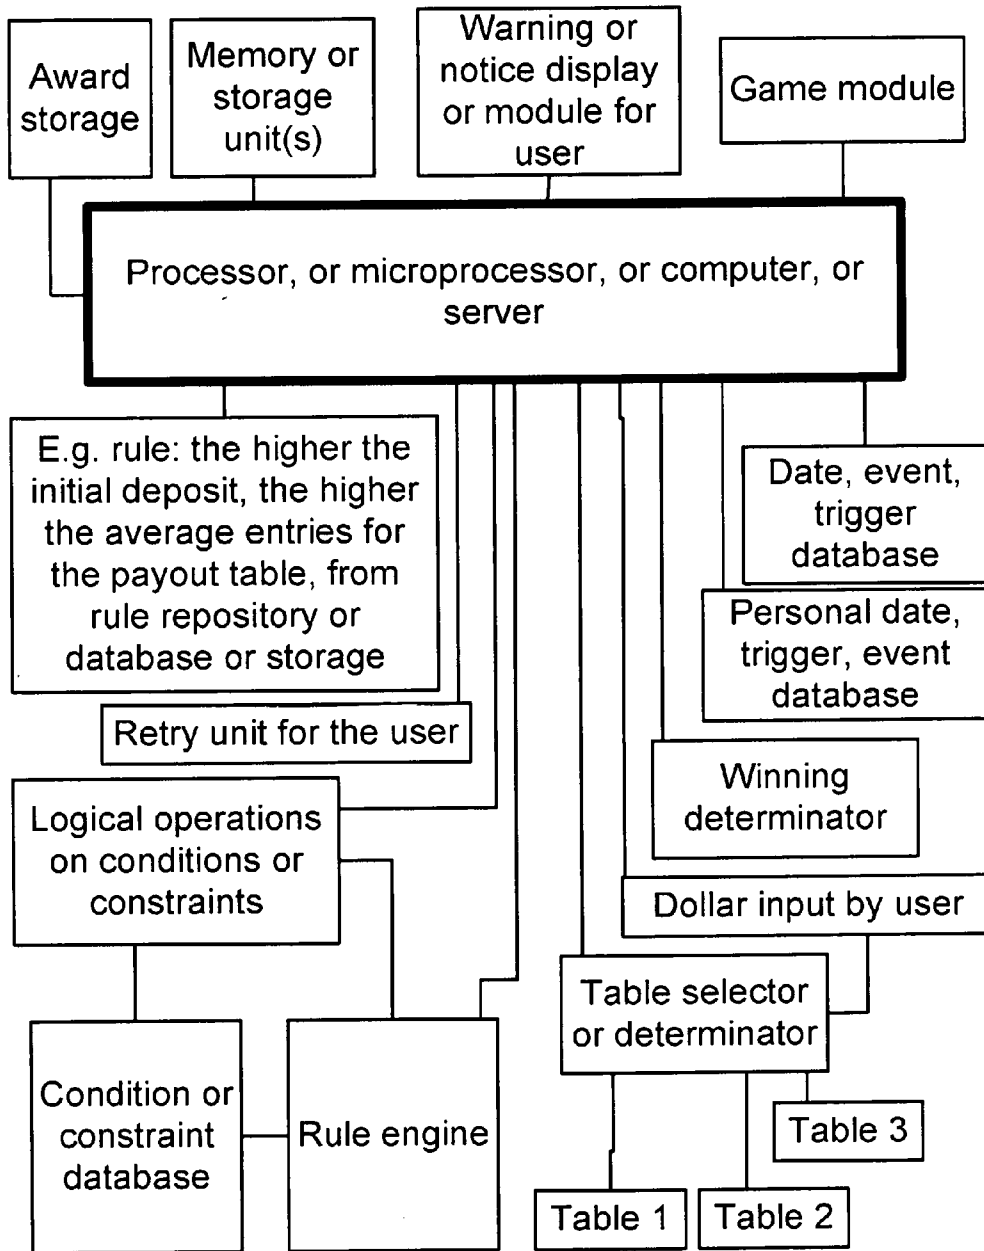 Award
storage
Memory or
storage
unit(s)
Warning or
notice display
or module for
user
Game module
Processor, or microprocessor, or computer, or
server
E.g. rule: the higher the
initial deposit, the higher
the average entries for
the payout table, from
rule repository or
database or storage
Date, event,
trigger
database
Personal date,
trigger, event
database
Retry unit for the user
Winning
determinator
Logical operations
on conditions or
constraints
Dollar input by user
Table selector
or determinator
Condition or
constraint
database
Rule engine
Table 3
Table 1
Table 2